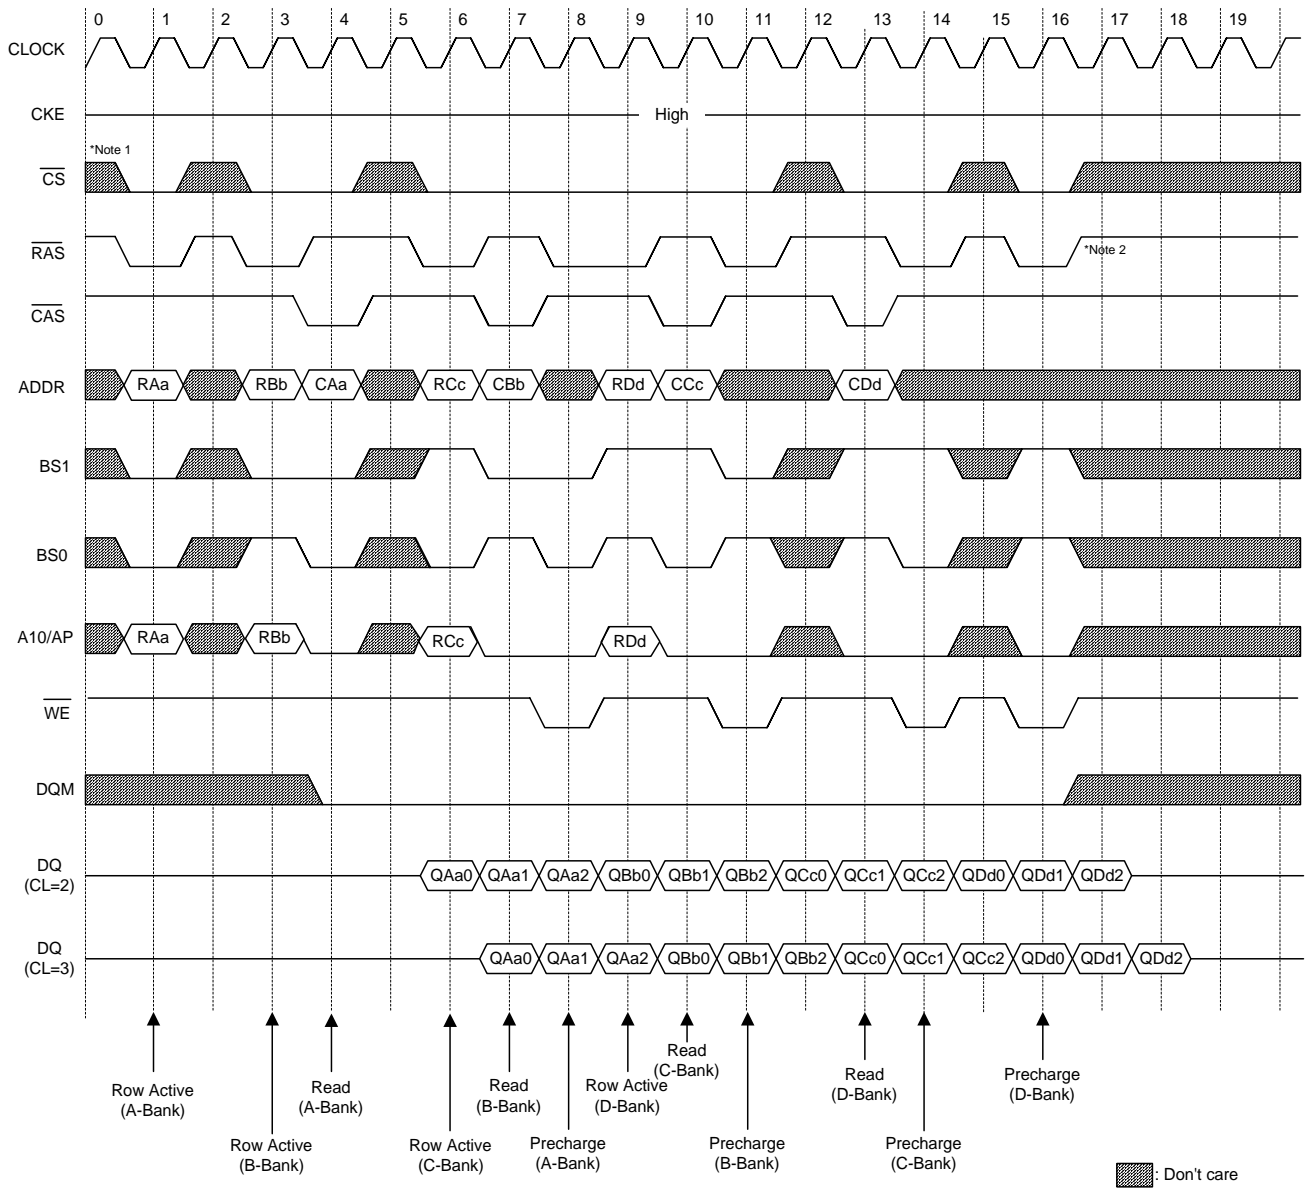 0 1 2 3 4 5 6 7 8 9 10 11 12 13 14 15 16 17 18 19
CLOCK
CKE
High
*Note 1
CS
RAS
*Note 2
CAS
ADDR
RAa RBb CAa RCc CBb RDd CCc CDd
BS1
BS0
A10/AP
RAa RBb RCc RDd
WE
DQM
DQ
(CL=2)
QAa0 QAa1 QAa2 QBb0 QBb1 QBb2 QCc0 QCc1 QCc2 QDd0 QDd1 QDd2
DQ
(CL=3)
QAa0 QAa1 QAa2 QBb0 QBb1 QBb2 QCc0 QCc1 QCc2 QDd0 QDd1 QDd2
Row Active
(A-Bank)
Row Active
(B-Bank)
Read
(A-Bank)
Row Active
(C-Bank)
Read
(B-Bank)
Precharge
(A-Bank)
Row Active
(D-Bank)
Read
(C-Bank)
Precharge
(B-Bank)
Read
(D-Bank)
Precharge
(C-Bank)
Precharge
(D-Bank)
: Don't care